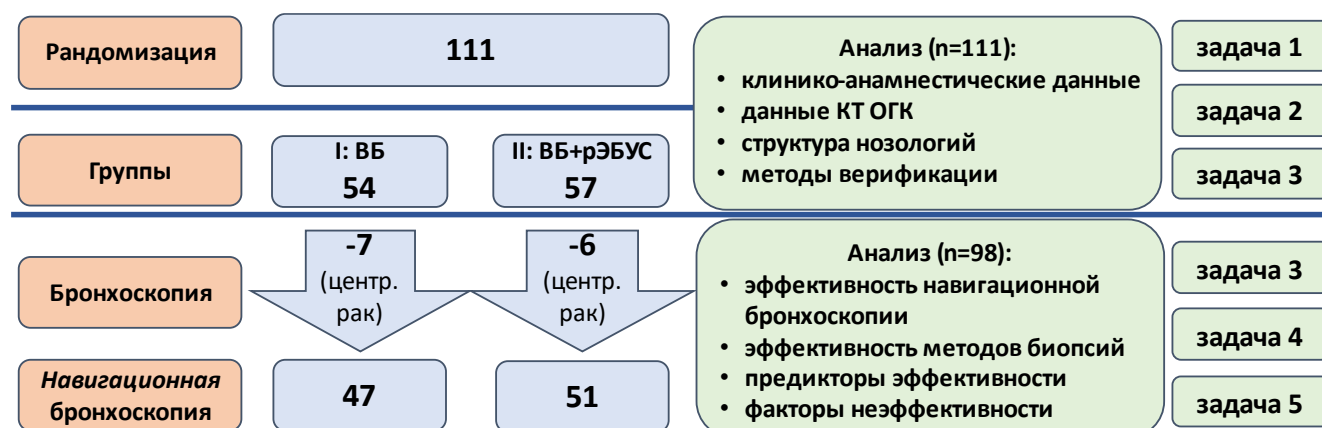 Рандомизация
111
Анализ (n=111):
• клинико-анамнестические данные
• данные КТ ОГК
• структура нозологий
• методы верификации
задача 1
задача 2
задача 3
Группы
I: ВБ
54
II: ВБ+рЭБУС
57
Бронхоскопия
-7
(центр.
рак)
-6
(центр.
рак)
Анализ (n=98):
• эффективность навигационной
бронхоскопии
• эффективность методов биопсий
• предикторы эффективности
• факторы неэффективности
задача 3
задача 4
задача 5
Навигационная
бронхоскопия
47
51